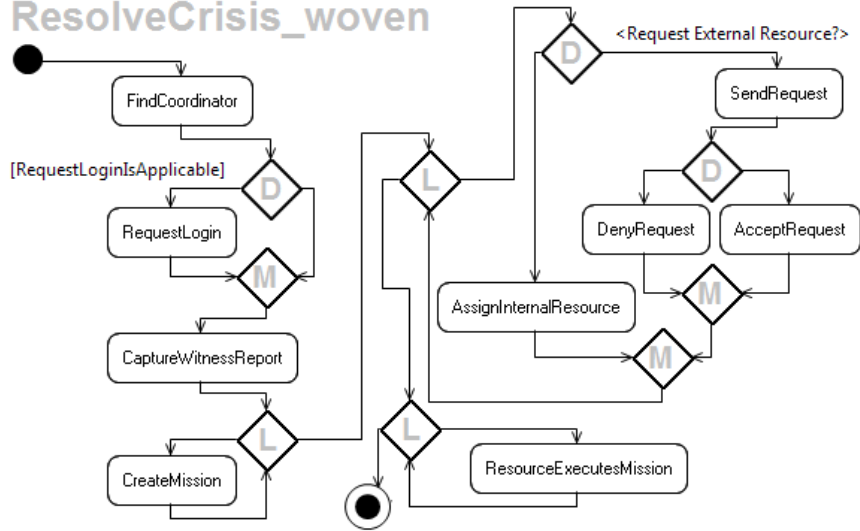 ResolveCrisis_woven
<Request External Resource?>
D
FindCoordinator
SendRequest
[RequestLoginIsApplicable]
D
L
D
RequestLogin
DenyRequest
AcceptRequest
M
M
AssignInternalResource
CaptureWitnessReport
M
L
L
CreateMission
ResourceExecutesMission